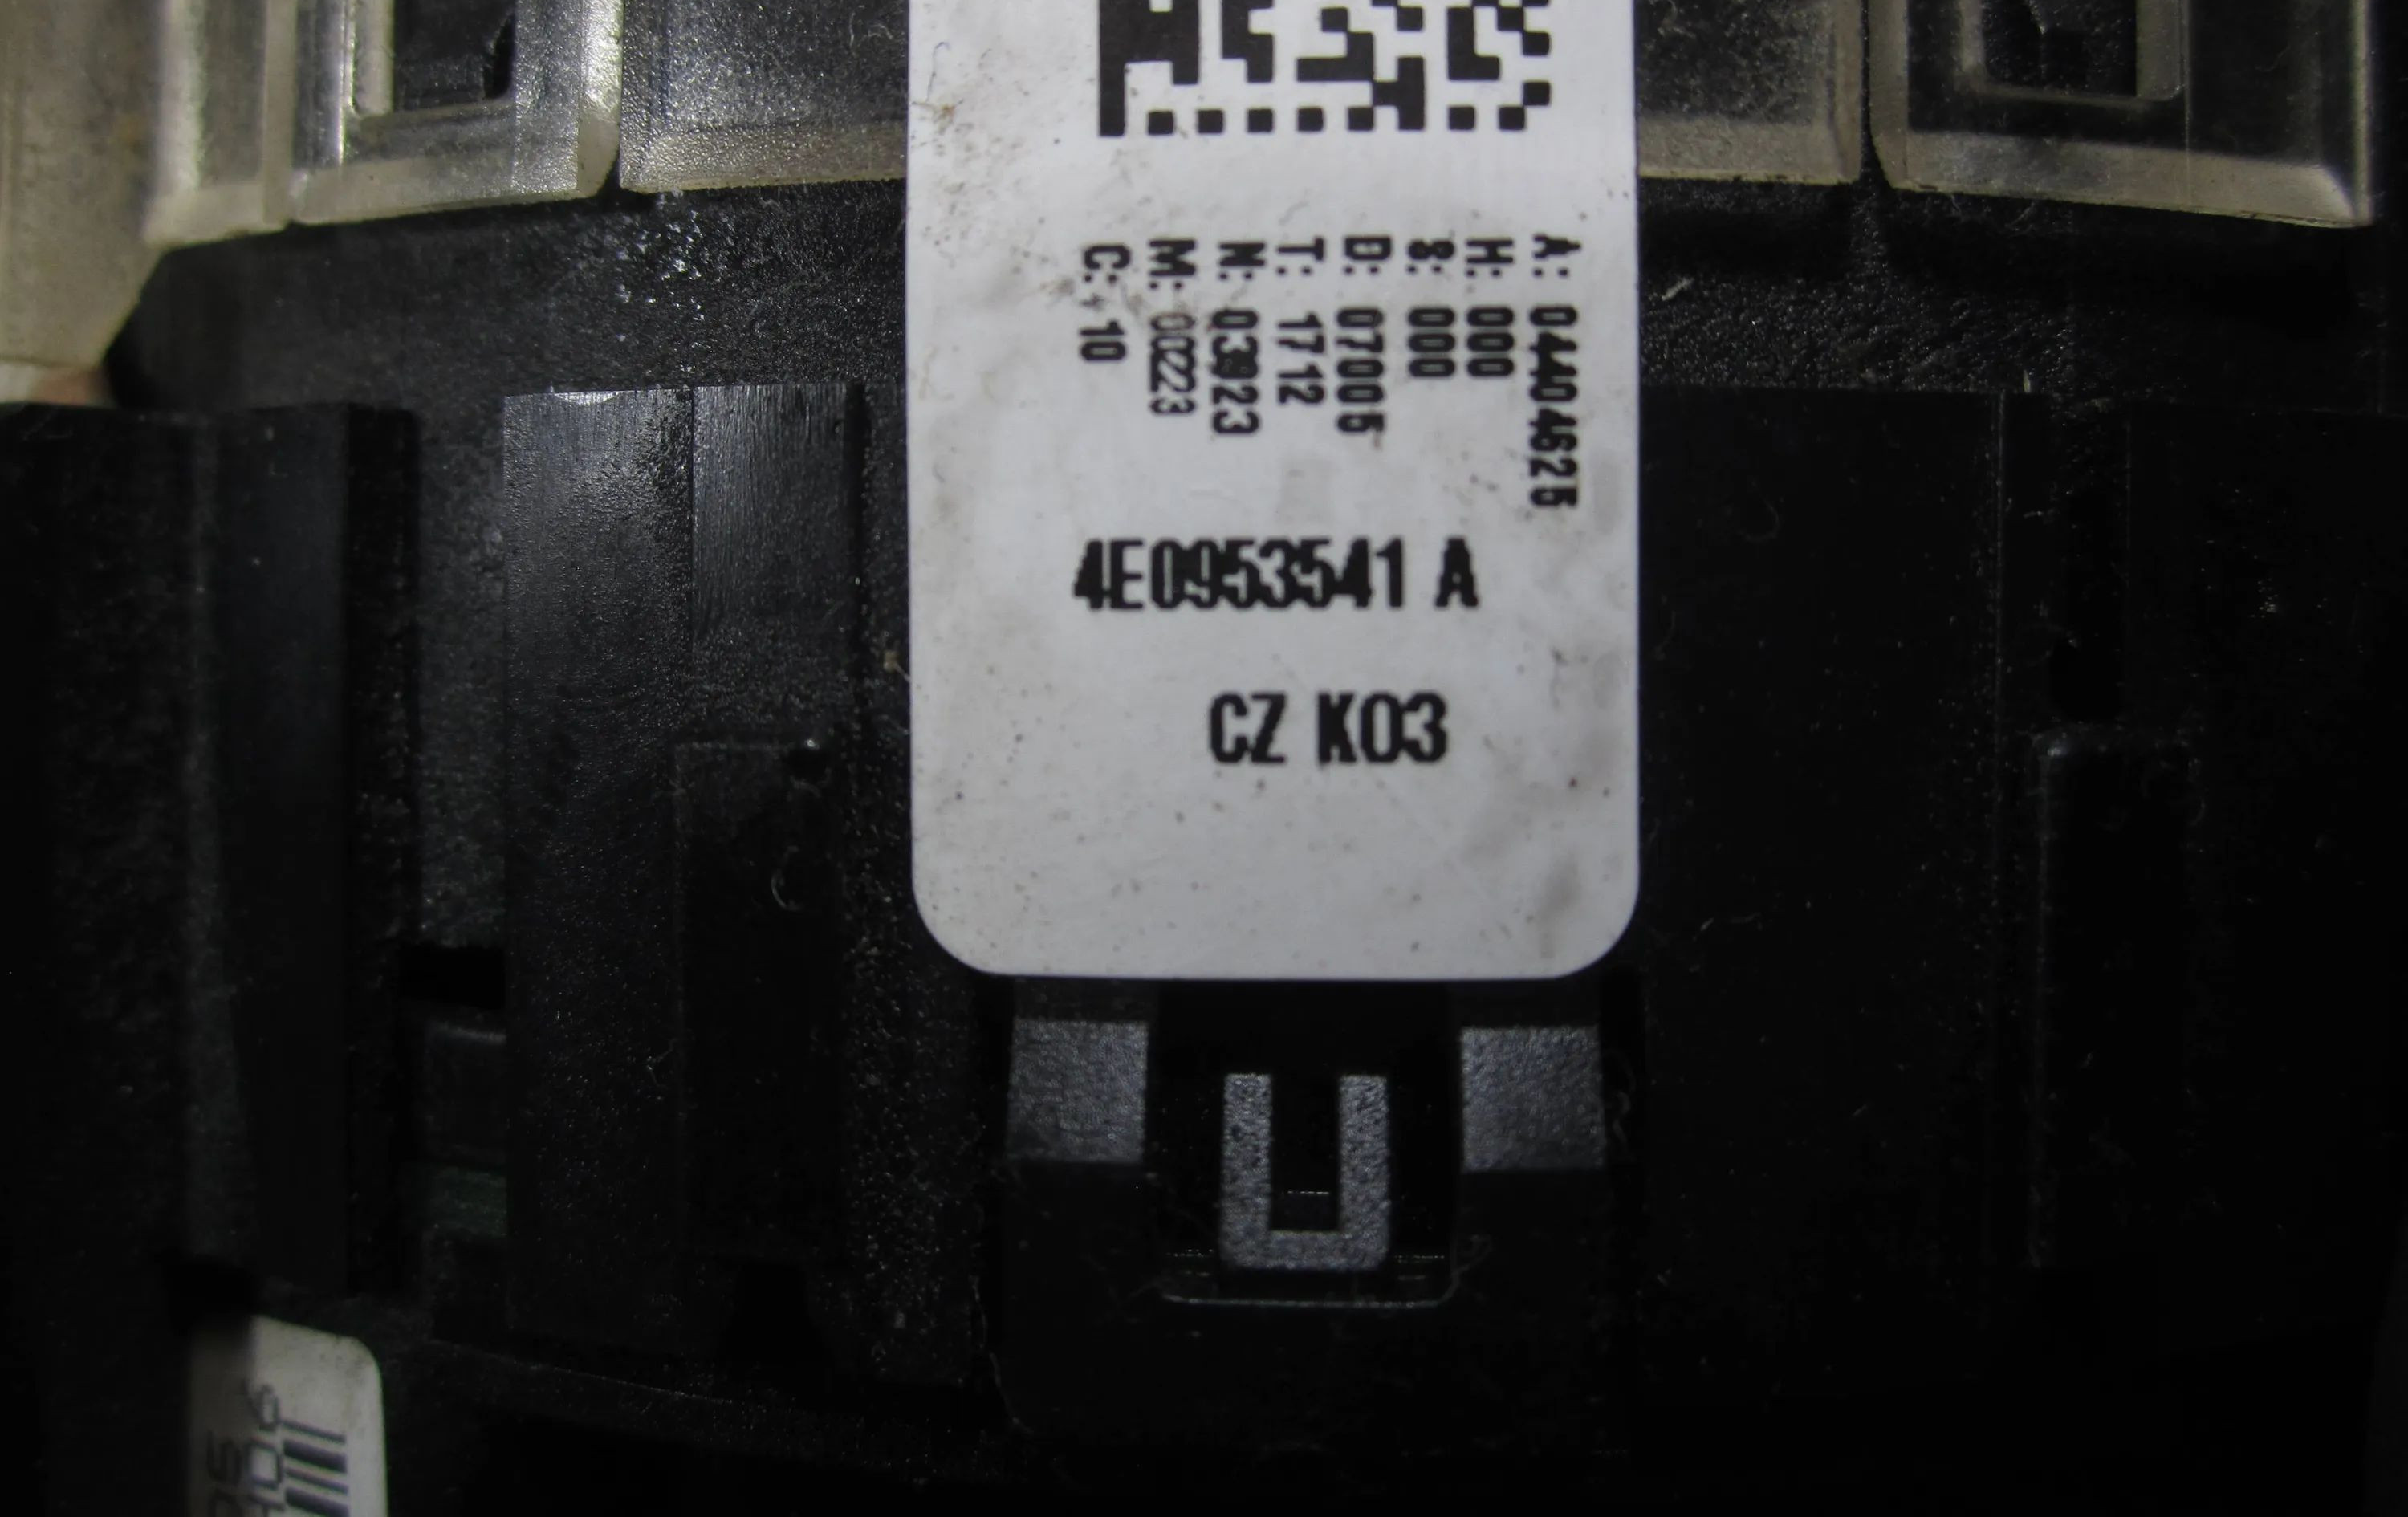 A: 04404625
H: 000
S: 000
D: 07005
T: 1712
N: 03923
M: 00223
C: 10
4E0953541 A
CZ K03